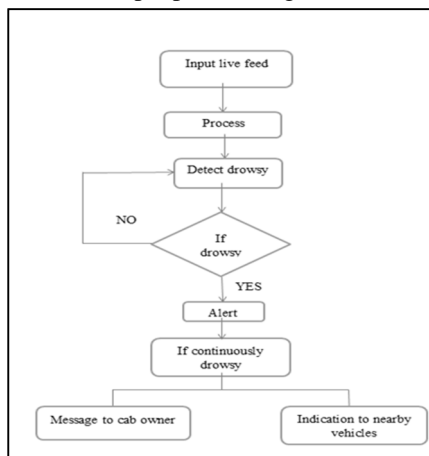 Input live feed
Process
Detect drowsy
NO
If
drowsv
YES
Alert
If continuously
drowsy
Message to cab owner
Indication to nearby
vehicles